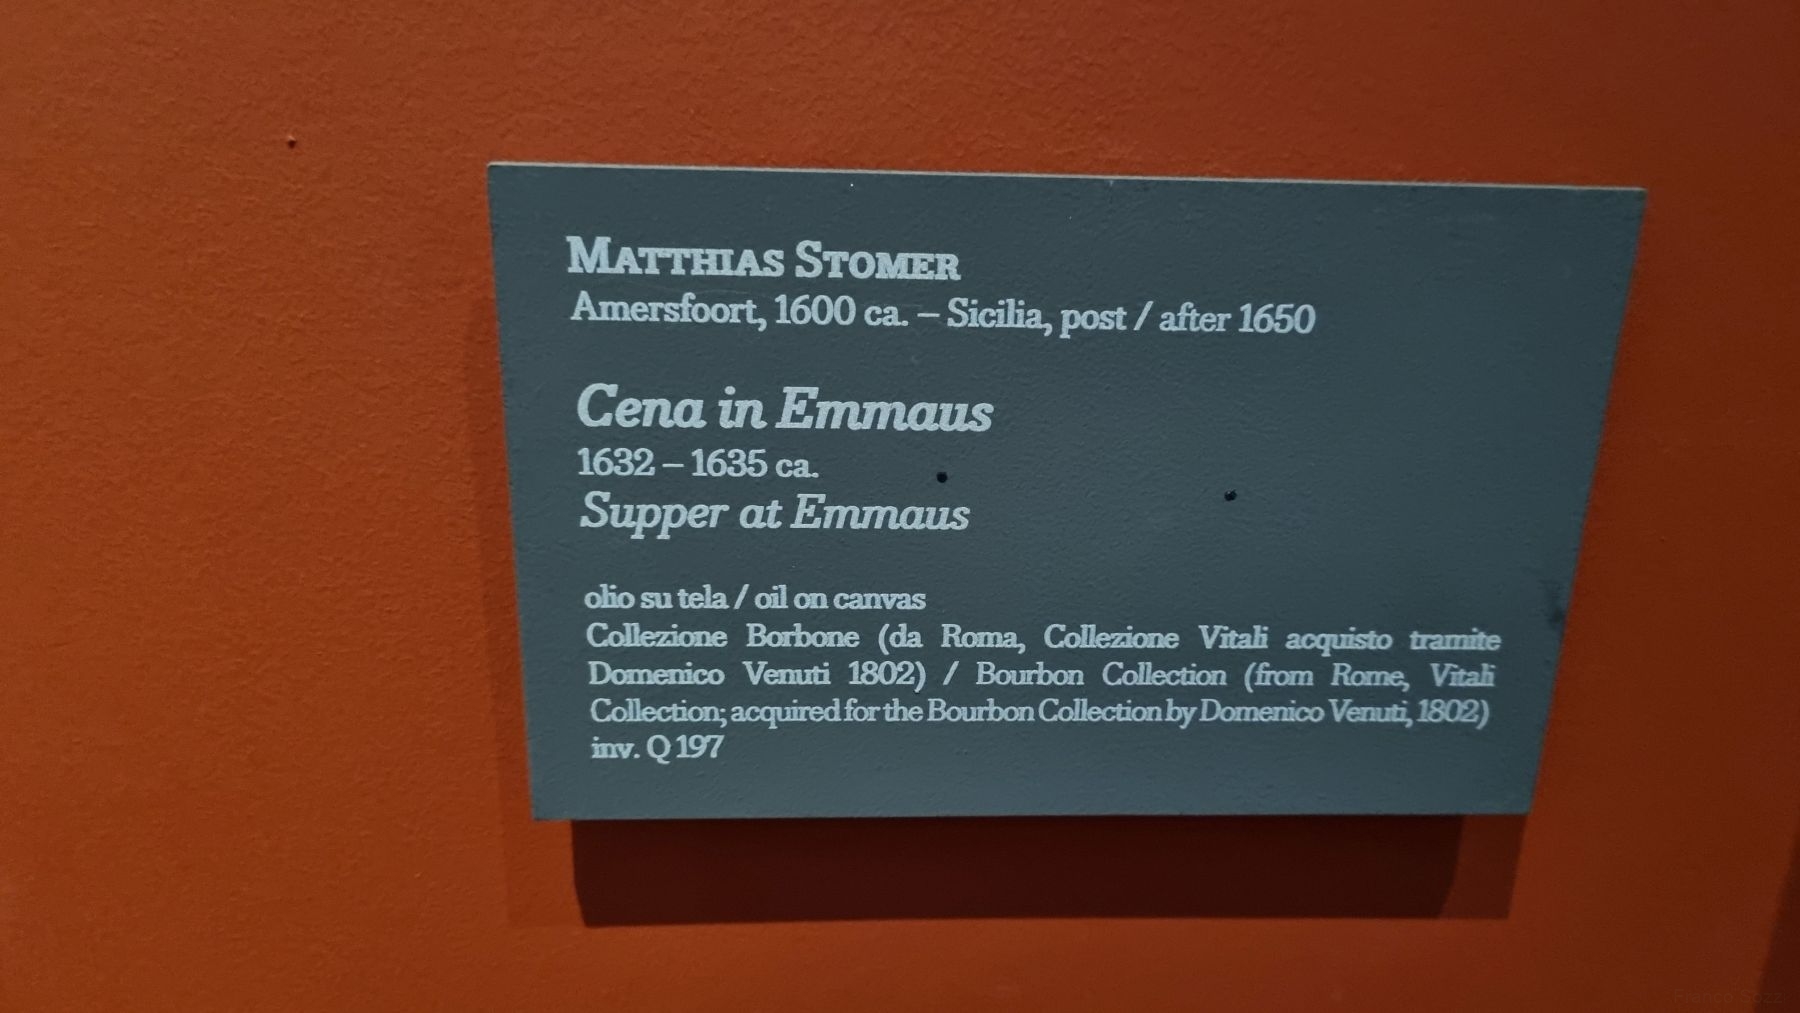 MATTHIAS STOMER
Amersfoort, 1600 ca. – Sicilia, post / after 1650
Cena in Emmaus
1632 – 1635 ca.
Supper at Emmaus
olio su tela / oil on canvas
Collezione Borbone (da Roma, Collezione Vitali acquisto tramite
Domenico Venuti 1802) / Bourbon Collection (from Rome, Vitali
Collection; acquired for the Bourbon Collection by Domenico Venuti, 1802)
inv. Q 197